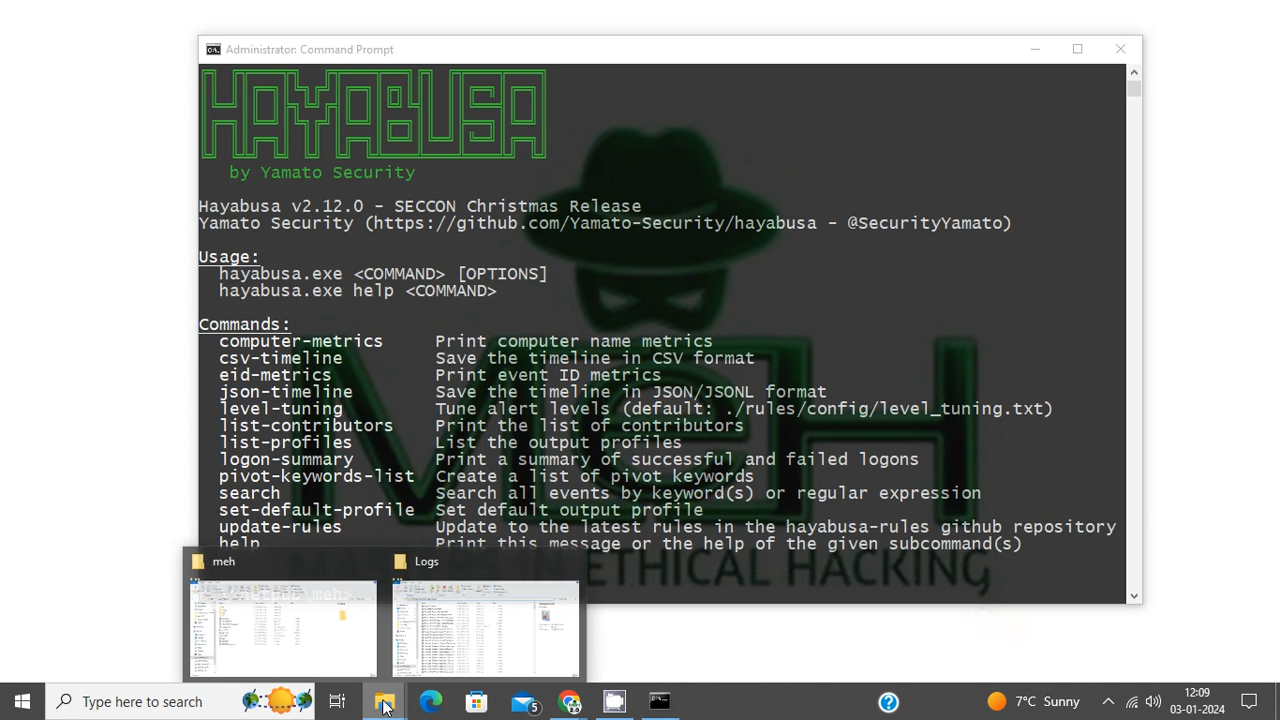 Administrator: Command Prompt
HAYABUSA
by Yamato Security
Hayabusa v2.12.0 - SECCON Christmas Release
Yamato Security (https://github.com/Yamato-Security/hayabusa - @SecurityYamato)
Usage:
hayabusa.exe <COMMAND> [OPTIONS]
hayabusa.exe help <COMMAND>
Commands:
computer-metrics Print computer name metrics
csv-timeline Save the timeline in CSV format
eid-metrics Print event ID metrics
json-timeline Save the timeline in JSON/JSONL format
level-tuning Tune alert levels (default: ./rules/config/level_tuning.txt)
list-contributors Print the list of contributors
list-profiles List the output profiles
logon-summary Print a summary of successful and failed logons
pivot-keywords-list Create a list of pivot keywords
search Search all events by keyword(s) or regular expression
set-default-profile Set default output profile
update-rules Update to the latest rules in the hayabusa-rules github repository
help Print this message or the help of the given subcommand(s)
MeH
ETHICAL HACKING
meh
Logs
Type here to search
5
2.0
7°C Sunny
12:09
03-01-2024